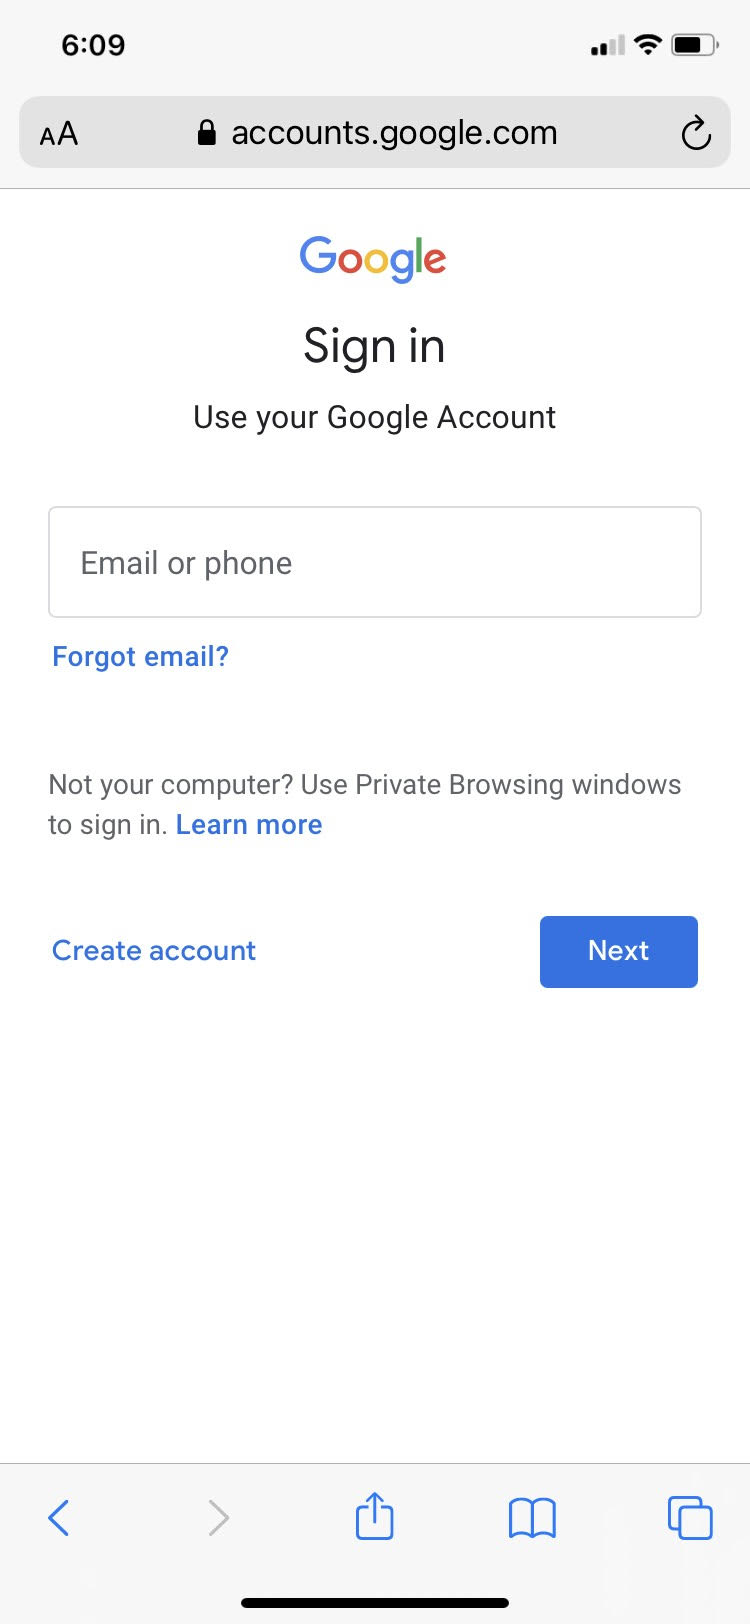 6:09
AA accounts.google.com
Google
Sign in
Use your Google Account
Email or phone
Forgot email?
Not your computer? Use Private Browsing windows
to sign in. Learn more
Create account Next